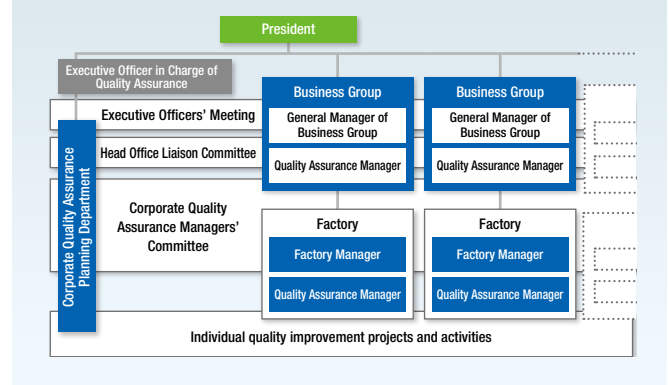 President
Executive Officer in Charge of
Quality Assurance
Business Group
Business Group
Executive Officers' Meeting
General Manager of
Business Group
General Manager of
Business Group
Head Office Liaison Committee
Quality Assurance Manager
Quality Assurance Manager
Corporate Quality Assurance
Planning Department
Corporate Quality
Assurance Managers'
Committee
Factory
Factory
Factory Manager
Factory Manager
Quality Assurance Manager
Quality Assurance Manager
Individual quality improvement projects and activities